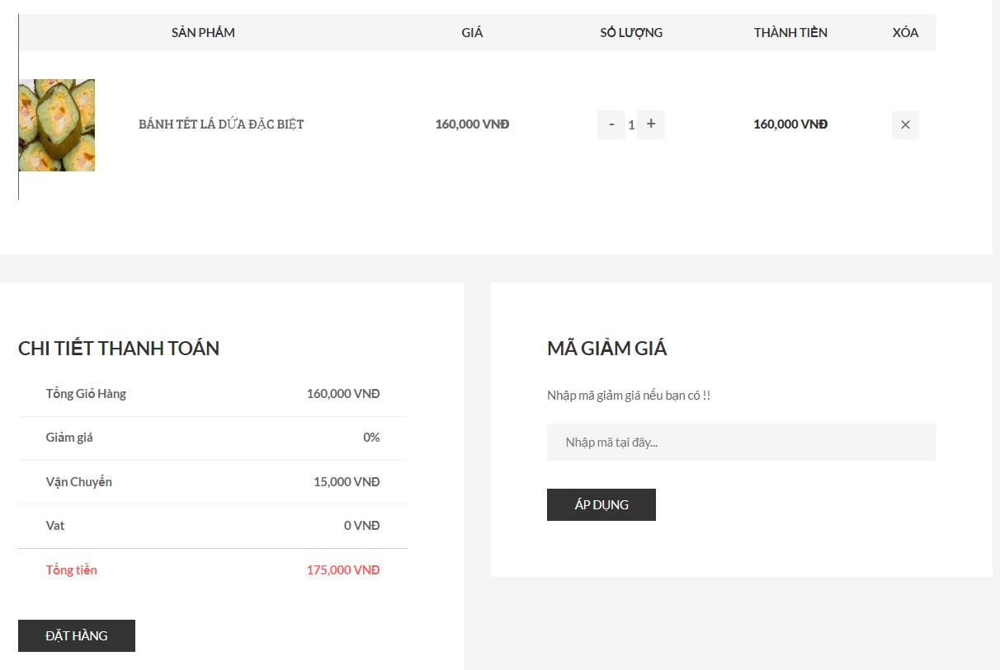 SẢN PHẨM GIÁ SỐ LƯỢNG THÀNH TIỀN XÓA
BÁNH TÉT LÁ DỨA ĐẶC BIỆT 160,000 VNĐ - 1 + 160,000 VNĐ ×
CHI TIẾT THANH TOÁN
Tổng Giỏ Hàng 160,000 VNĐ
Giảm giá 0%
Vận Chuyển 15,000 VNĐ
Vat 0 VNĐ
Tổng tiền 175,000 VNĐ
ĐẶT HÀNG
MÃ GIẢM GIÁ
Nhập mã giảm giá nếu bạn có !!
Nhập mã tại đây...
ÁP DỤNG